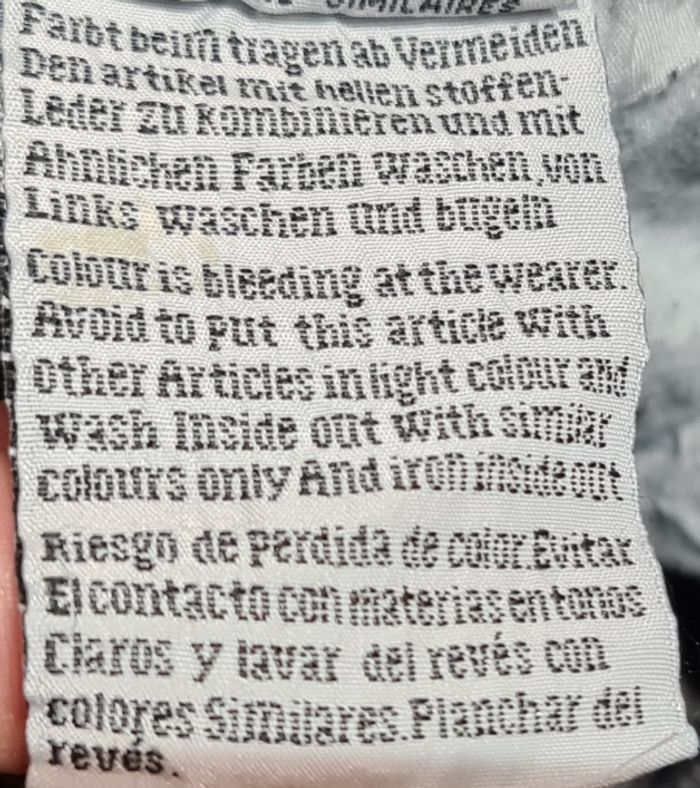 SIMILAIRES
Farbt beim tragen ab Vermeiden
Den artikel mit hellen stoffen-
Leder zu kombinieren und mit
Ähnlichen Farben waschen, von
Links waschen und bügeln
Colour is bleeding at the wearer.
Avoid to put this article with
other Articles in light colour and
wash Inside out with similar
colours only And iron inside out
Riesgo de perdida de color. Evitar
El contacto con materias en tonos
Claros y lavar del revés con
colores Similares. Planchar del
revés.